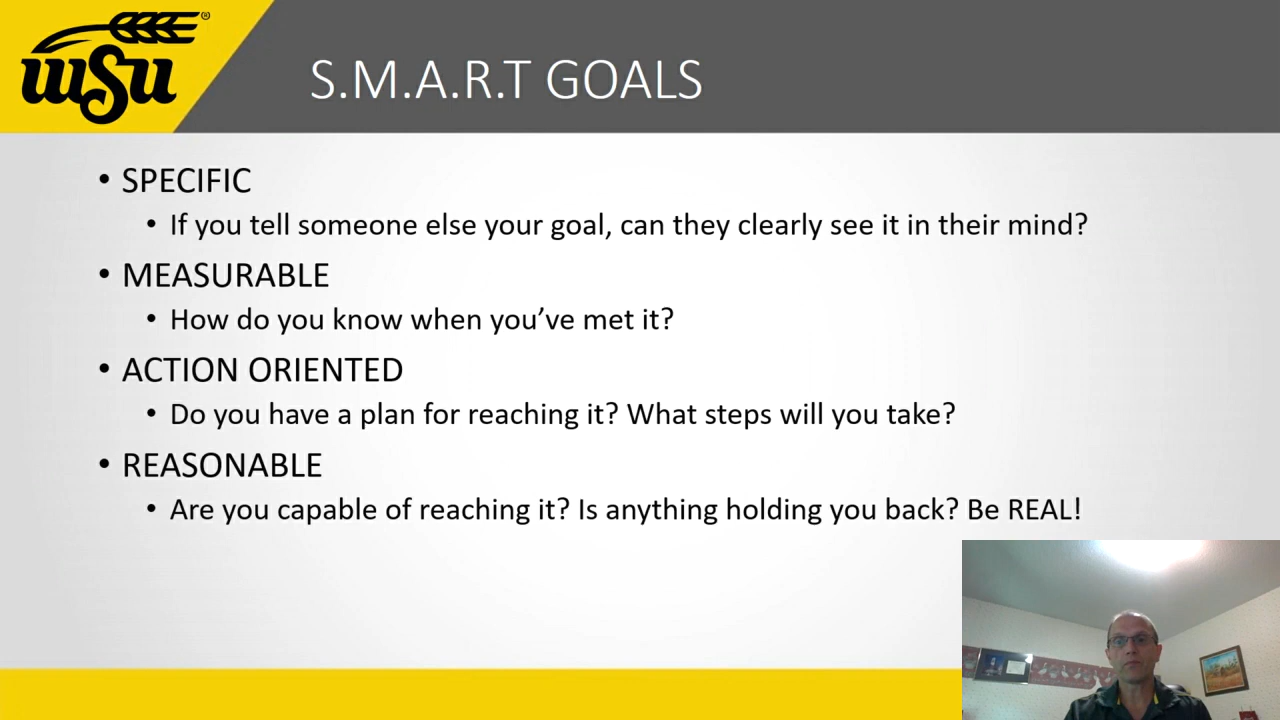 WSU®
S.M.A.R.T GOALS
• SPECIFIC
• If you tell someone else your goal, can they clearly see it in their mind?
• MEASURABLE
• How do you know when you’ve met it?
• ACTION ORIENTED
• Do you have a plan for reaching it? What steps will you take?
• REASONABLE
• Are you capable of reaching it? Is anything holding you back? Be REAL!